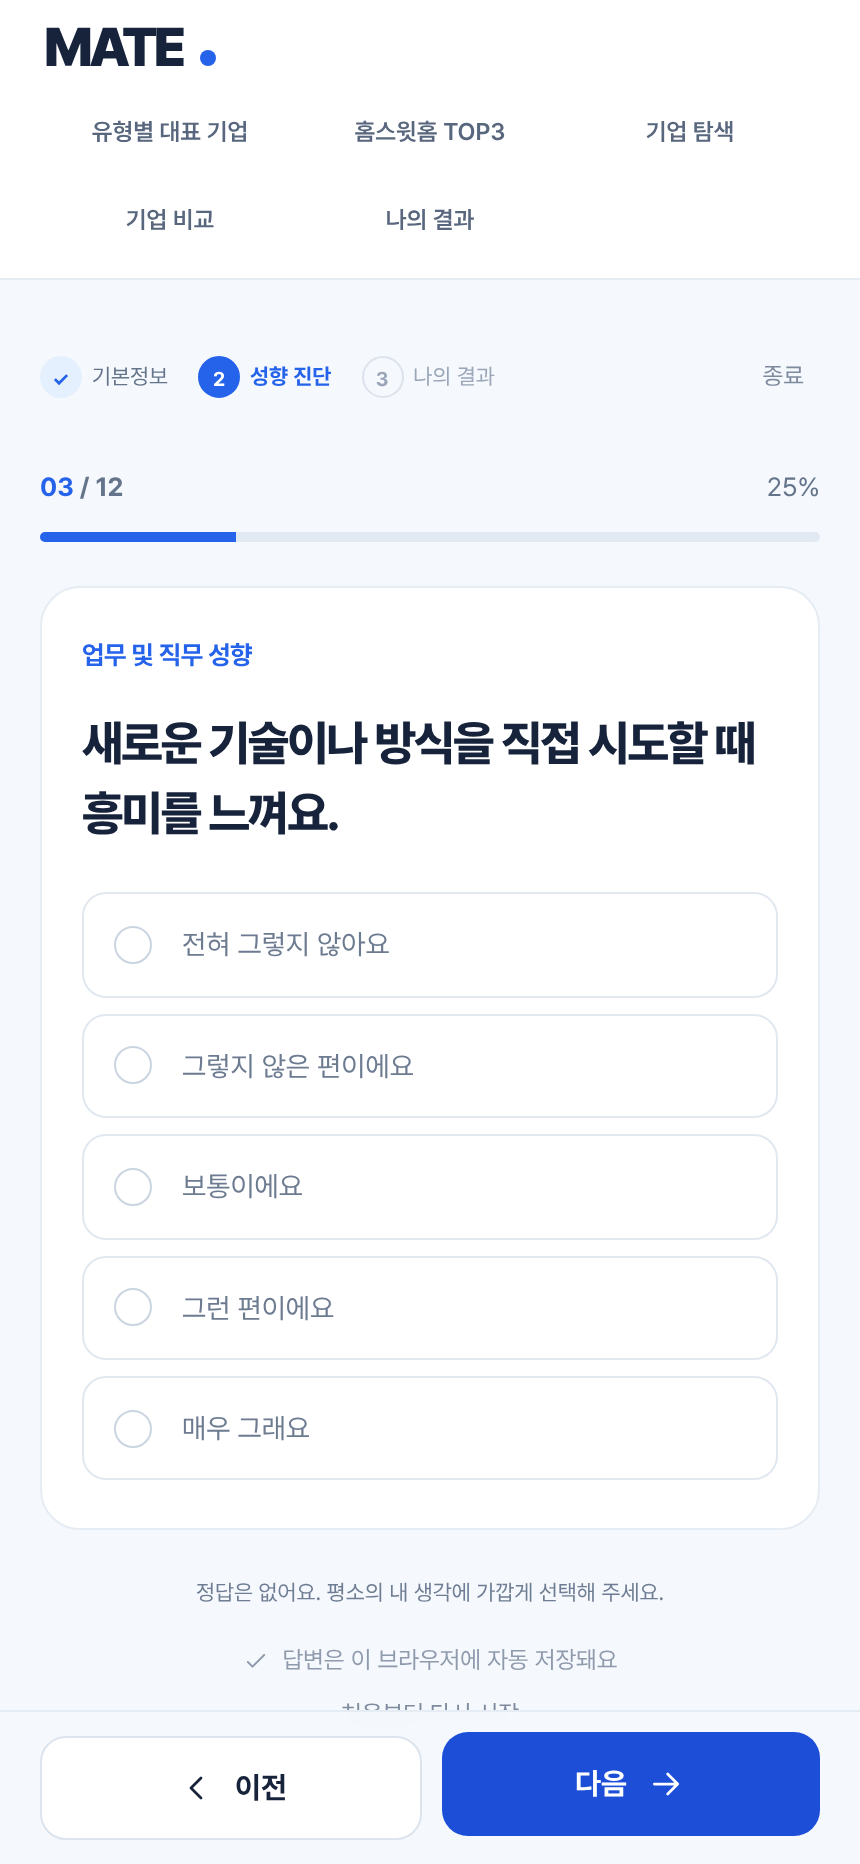 MATE
유형별 대표 기업 홈스윗홈 TOP3 기업 탐색
기업 비교 나의 결과
기본정보 2 성향 진단 3 나의 결과 종료
03 / 12 25%
업무 및 직무 성향
새로운 기술이나 방식을 직접 시도할 때
흥미를 느껴요.
전혀 그렇지 않아요
그렇지 않은 편이에요
보통이에요
그런 편이에요
매우 그래요
정답은 없어요. 평소의 내 생각에 가깝게 선택해 주세요.
답변은 이 브라우저에 자동 저장돼요
이전 다음